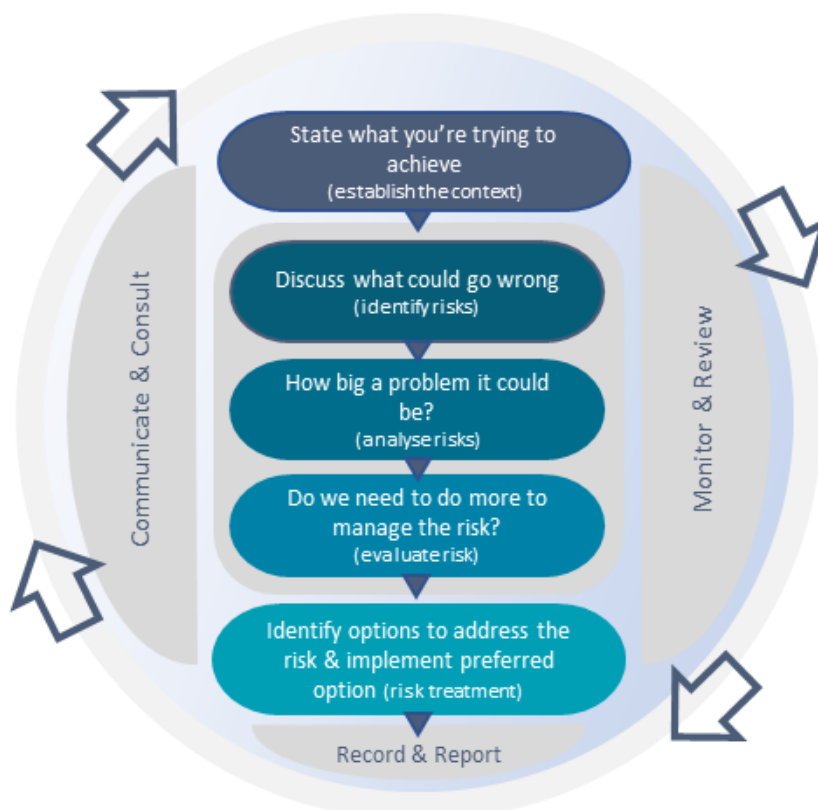 State what you're trying to
achieve
(establish the context)
Discuss what could go wrong
(identify risks)
How big a problem it could
be?
(analyse risks)
Do we need to do more to
manage the risk?
(evaluate risk)
Identify options to address the
risk & implement preferred
option (risk treatment)
Record & Report
Communicate & Consult
Monitor & Review